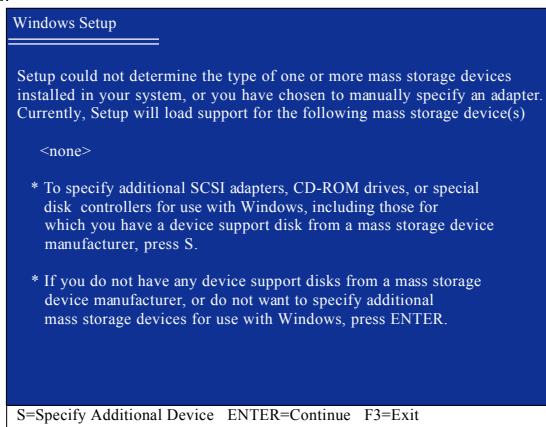 Windows Setup
Setup could not determine the type of one or more mass storage devices
installed in your system, or you have chosen to manually specify an adapter.
Currently, Setup will load support for the following mass storage device(s)
<none>
* To specify additional SCSI adapters, CD-ROM drives, or special
disk controllers for use with Windows, including those for
which you have a device support disk from a mass storage device
manufacturer, press S.
* If you do not have any device support disks from a mass storage
device manufacturer, or do not want to specify additional
mass storage devices for use with Windows, press ENTER.
S=Specify Additional Device ENTER=Continue F3=Exit